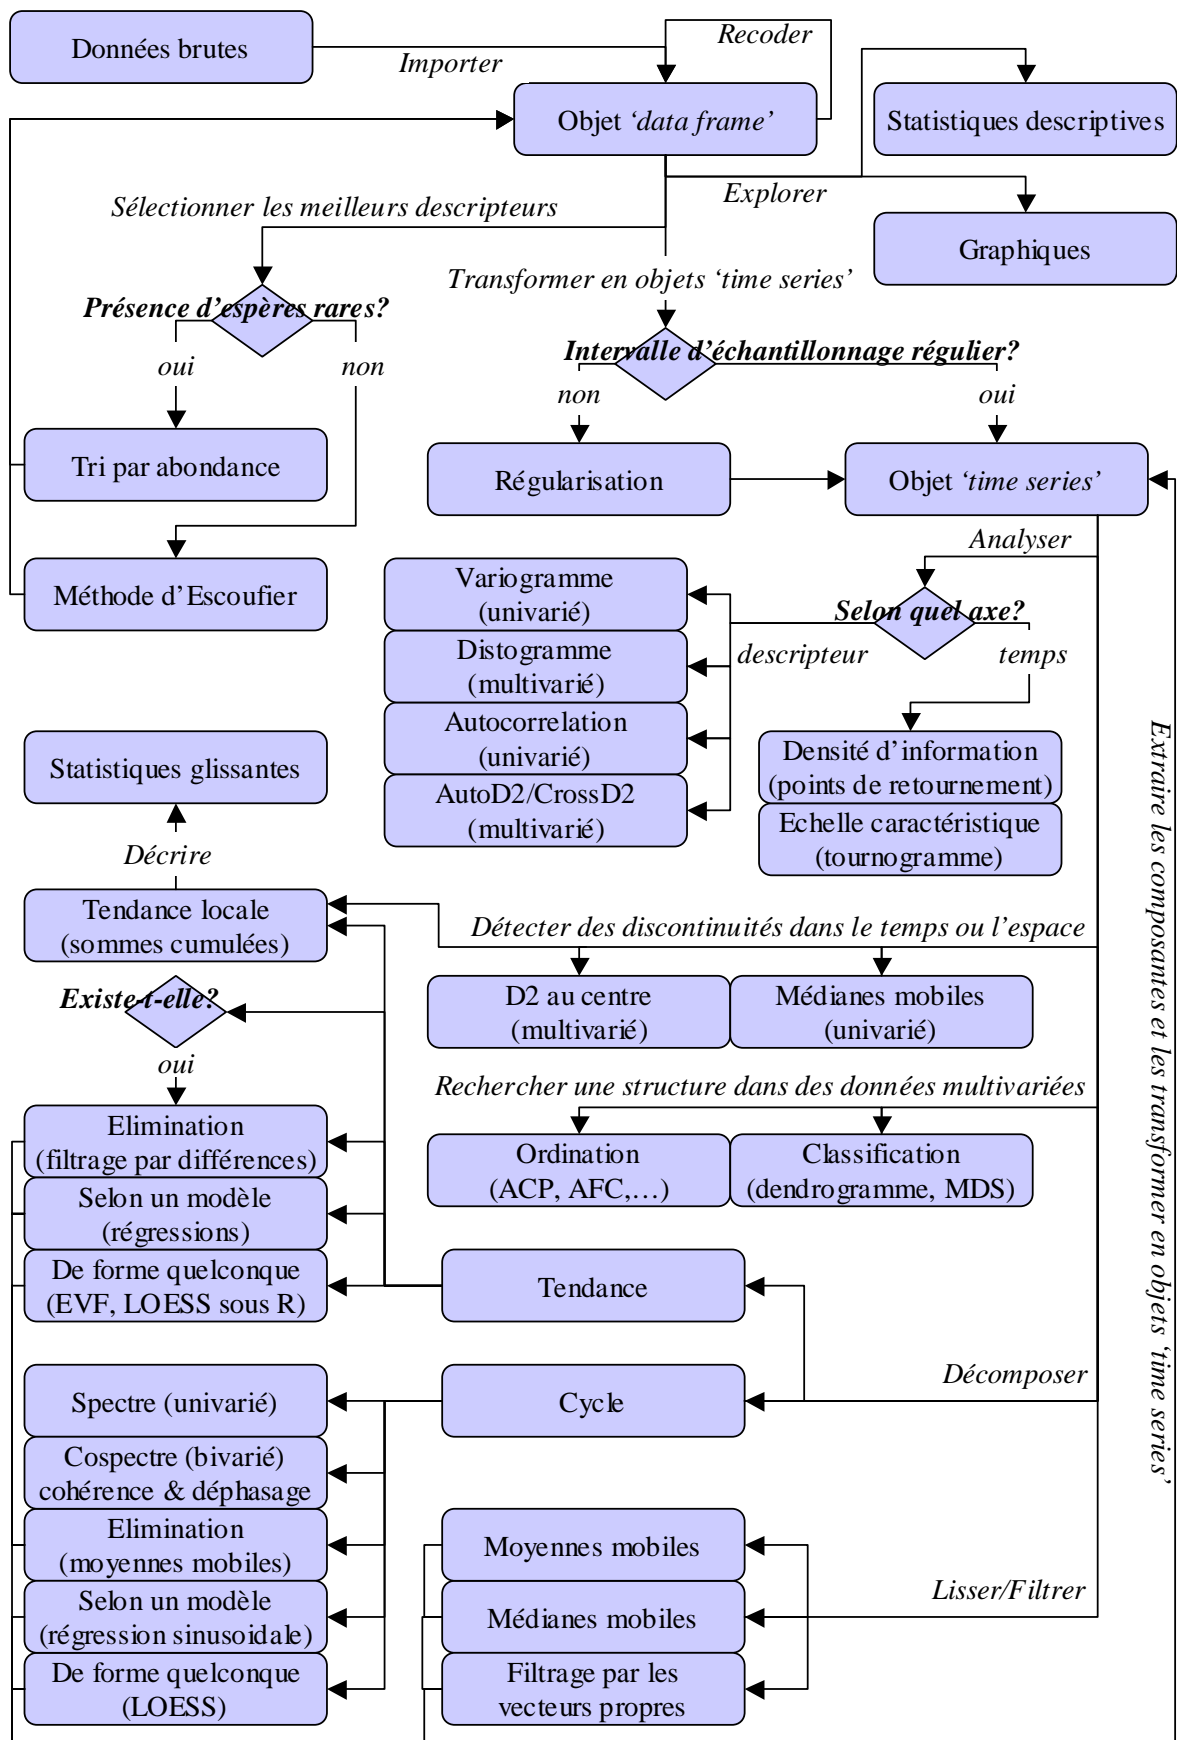 Données brutes
Importer
Recoder
Objet ‘data frame’
Statistiques descriptives
Explorer
Sélectionner les meilleurs descripteurs
Graphiques
Transformer en objets ‘time series’
Présence d’espères rares?
oui
non
Intervalle d’échantillonnage régulier?
non
oui
Tri par abondance
Régularisation
Objet ‘time series’
Méthode d’Escoufier
Analyser
Selon quel axe?
descripteur
temps
Variogramme
(univarié)
Distogramme
(multivarié)
Autocorrelation
(univarié)
AutoD2/CrossD2
(multivarié)
Densité d’information
(points de retournement)
Echelle caractéristique
(tournogramme)
Statistiques glissantes
Décrire
Tendance locale
(sommes cumulées)
Détecter des discontinuités dans le temps ou l’espace
D2 au centre
(multivarié)
Médianes mobiles
(univarié)
Existe-t-elle?
oui
Rechercher une structure dans des données multivariées
Ordination
(ACP, AFC,…)
Classification
(dendrogramme, MDS)
Elimination
(filtrage par différences)
Selon un modèle
(régressions)
De forme quelconque
(EVF, LOESS sous R)
Tendance
Décomposer
Cycle
Spectre (univarié)
Cospectre (bivarié)
cohérence & déphasage
Elimination
(moyennes mobiles)
Selon un modèle
(régression sinusoidale)
De forme quelconque
(LOESS)
Moyennes mobiles
Lisser/Filtrer
Médianes mobiles
Filtrage par les
vecteurs propres
Extraire les composantes et les transformer en objets ‘time series’